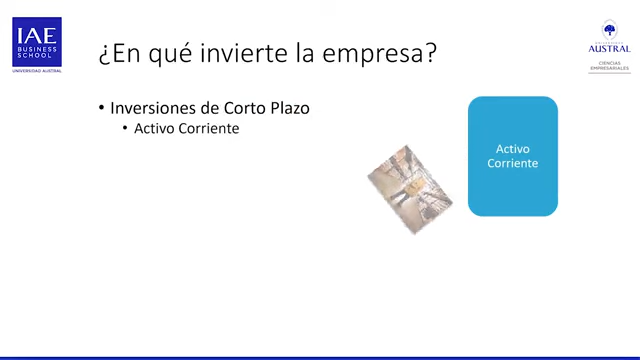 IAE
BUSINESS
SCHOOL
UNIVERSIDAD AUSTRAL
¿En qué invierte la empresa?
UNIVERSIDAD
AUSTRAL
CIENCIAS
EMPRESARIALES
• Inversiones de Corto Plazo
• Activo Corriente
Activo
Corriente